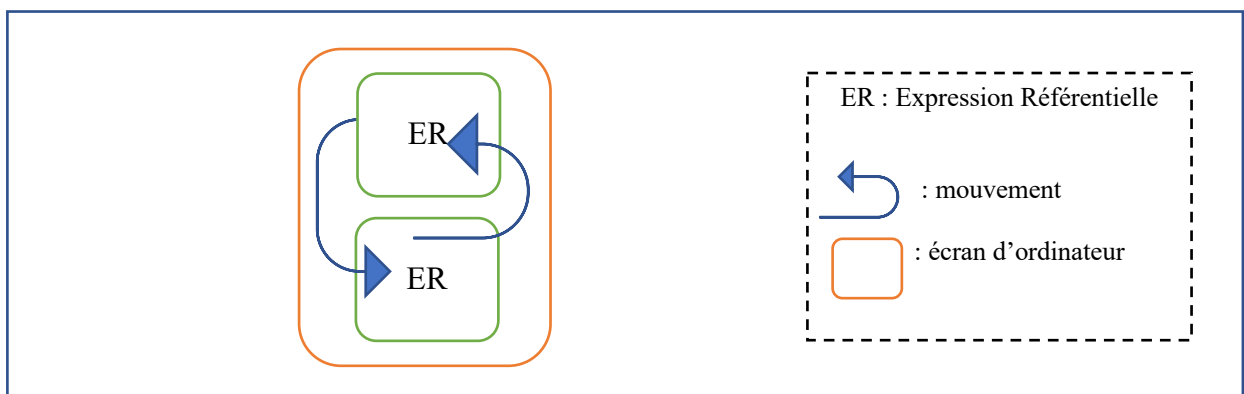 ER
ER
ER : Expression Référentielle
: mouvement
: écran d’ordinateur